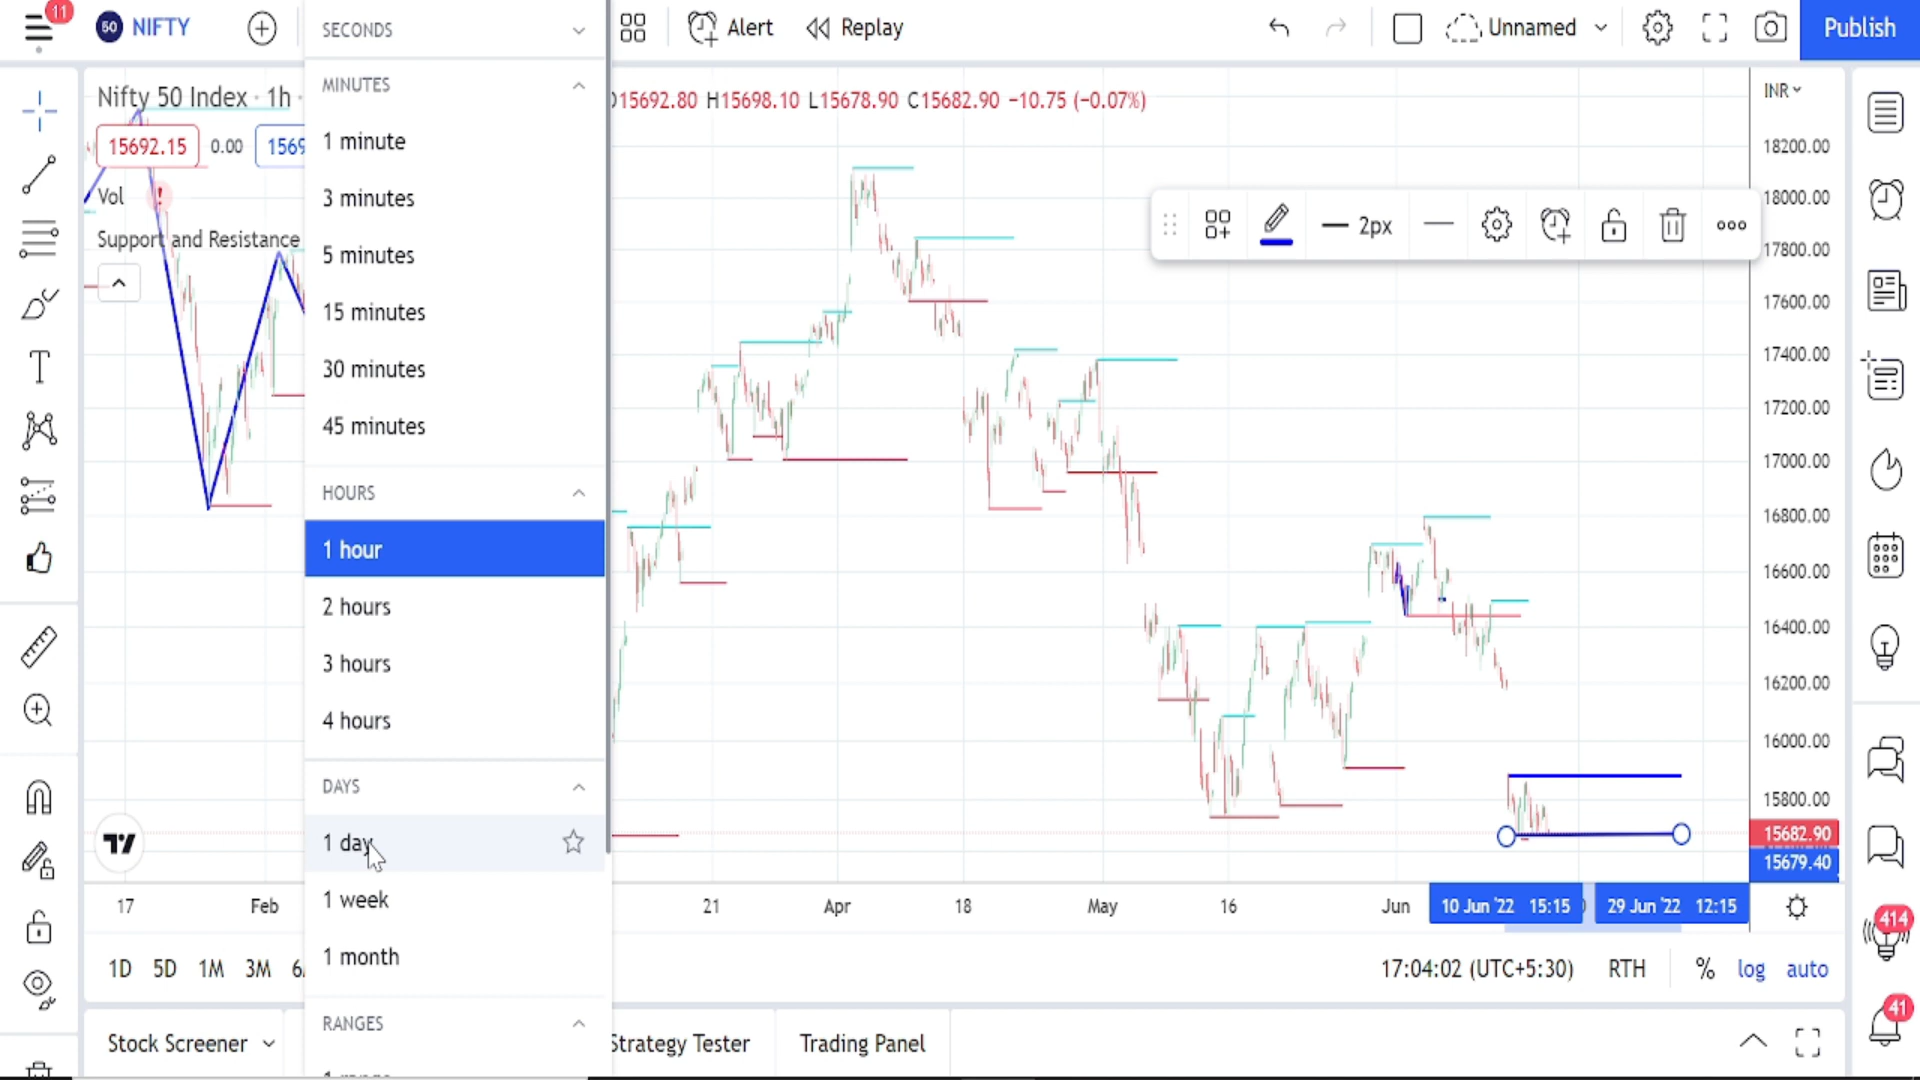 11
50 NIFTY
SECONDS
Alert
Replay
Unnamed
Publish
Nifty 50 Index · 1h ·
O15692.80 H15698.10 L15678.90 C15682.90 −10.75 (−0.07%)
INR
15692.15
0.00
1569
Vol
!
Support and Resistance
MINUTES
1 minute
3 minutes
5 minutes
15 minutes
30 minutes
45 minutes
HOURS
1 hour
2 hours
3 hours
4 hours
DAYS
1 day
1 week
1 month
RANGES
2px
18200.00
18000.00
17800.00
17600.00
17400.00
17200.00
17000.00
16800.00
16600.00
16400.00
16200.00
16000.00
15800.00
15682.90
15679.40
17
Feb
21
Apr
18
May
16
Jun
10 Jun '22 15:15
29 Jun '22 12:15
1D 5D 1M 3M
17:04:02 (UTC+5:30)
RTH
%
log
auto
414
41
Stock Screener
Strategy Tester
Trading Panel